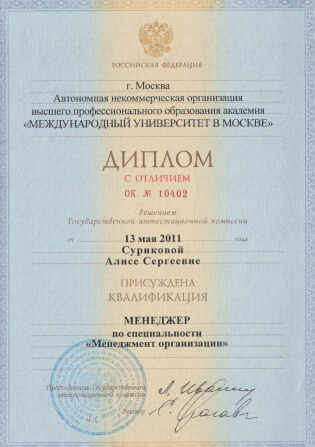 РОССИЙСКАЯ ФЕДЕРАЦИЯ
г. Москва
Автономная некоммерческая организация
высшего профессионального образования академия
«МЕЖДУНАРОДНЫЙ УНИВЕРСИТЕТ В МОСКВЕ»
ДИПЛОМ
С ОТЛИЧИЕМ
ОК № 10402
Решением
Государственной аттестационной комиссии
от 13 мая 2011 года
Суриковой
Алисе Сергеевне
ПРИСУЖДЕНА
КВАЛИФИКАЦИЯ
МЕНЕДЖЕР
по специальности
«Менеджмент организации»
Председатель Государственной
аттестационной комиссии
Ректор